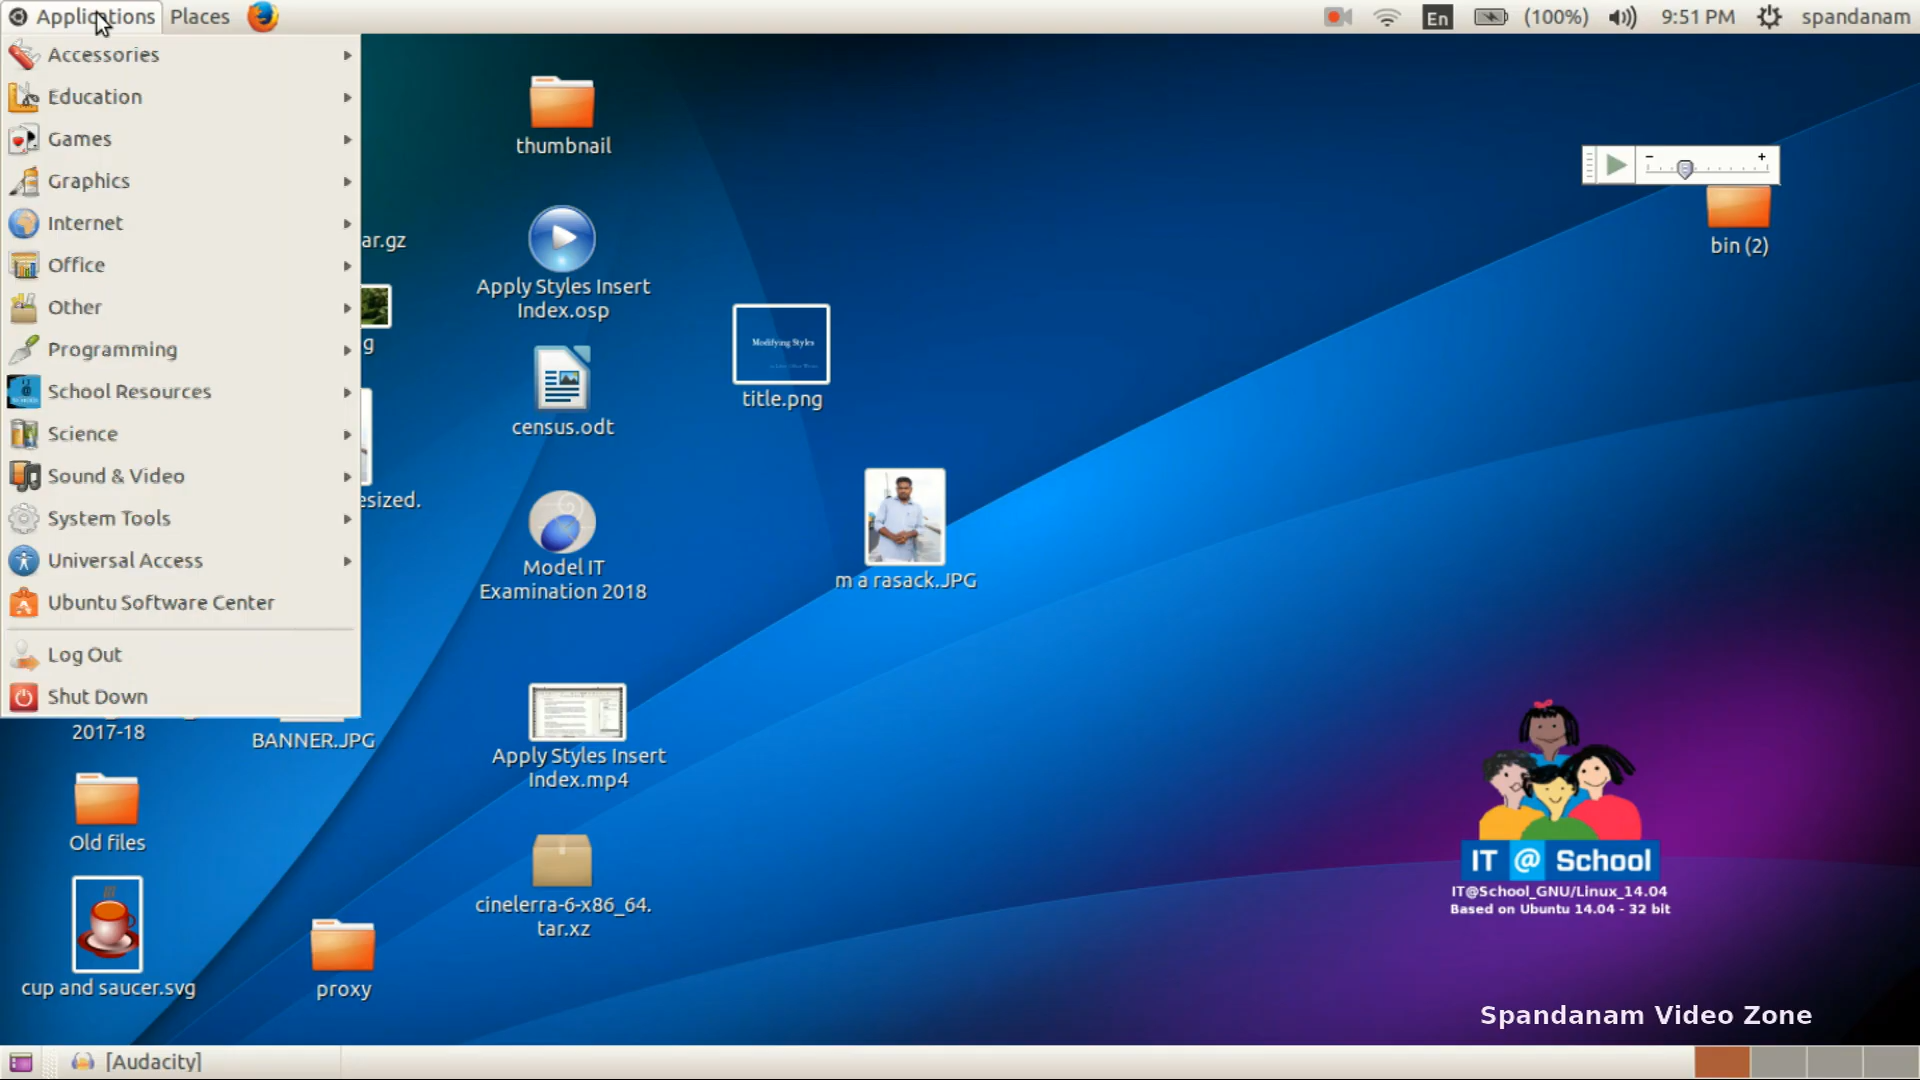 Applications
Places
En
(100%)
9:51 PM
spandanam
Accessories
Education
Games
Graphics
Internet
Office
Other
Programming
School Resources
Science
Sound & Video
System Tools
Universal Access
Ubuntu Software Center
Log Out
Shut Down
ar.gz
g
esized.
2017-18
BANNER.JPG
Old files
cup and saucer.svg
proxy
thumbnail
Apply Styles Insert
Index.osp
census.odt
Model IT
Examination 2018
Apply Styles Insert
Index.mp4
cinelerra-6-x86_64.
tar.xz
Modifying Styles
title.png
m a rasack.JPG
- +
bin (2)
IT @ School
IT@School_GNU/Linux_14.04
Based on Ubuntu 14.04 - 32 bit
Spandanam Video Zone
[Audacity]